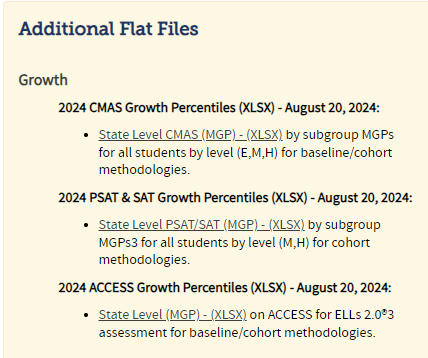 Additional Flat Files
Growth
2024 CMAS Growth Percentiles (XLSX) - August 20, 2024:
• State Level CMAS (MGP) - (XLSX) by subgroup MGPs
for all students by level (E,M,H) for baseline/cohort
methodologies.
2024 PSAT & SAT Growth Percentiles (XLSX) - August 20, 2024:
• State Level PSAT/SAT (MGP) - (XLSX) by subgroup
MGPs3 for all students by level (M,H) for cohort
methodologies.
2024 ACCESS Growth Percentiles (XLSX) - August 20, 2024:
• State Level (MGP) - (XLSX) on ACCESS for ELLs 2.0®3
assessment for baseline/cohort methodologies.